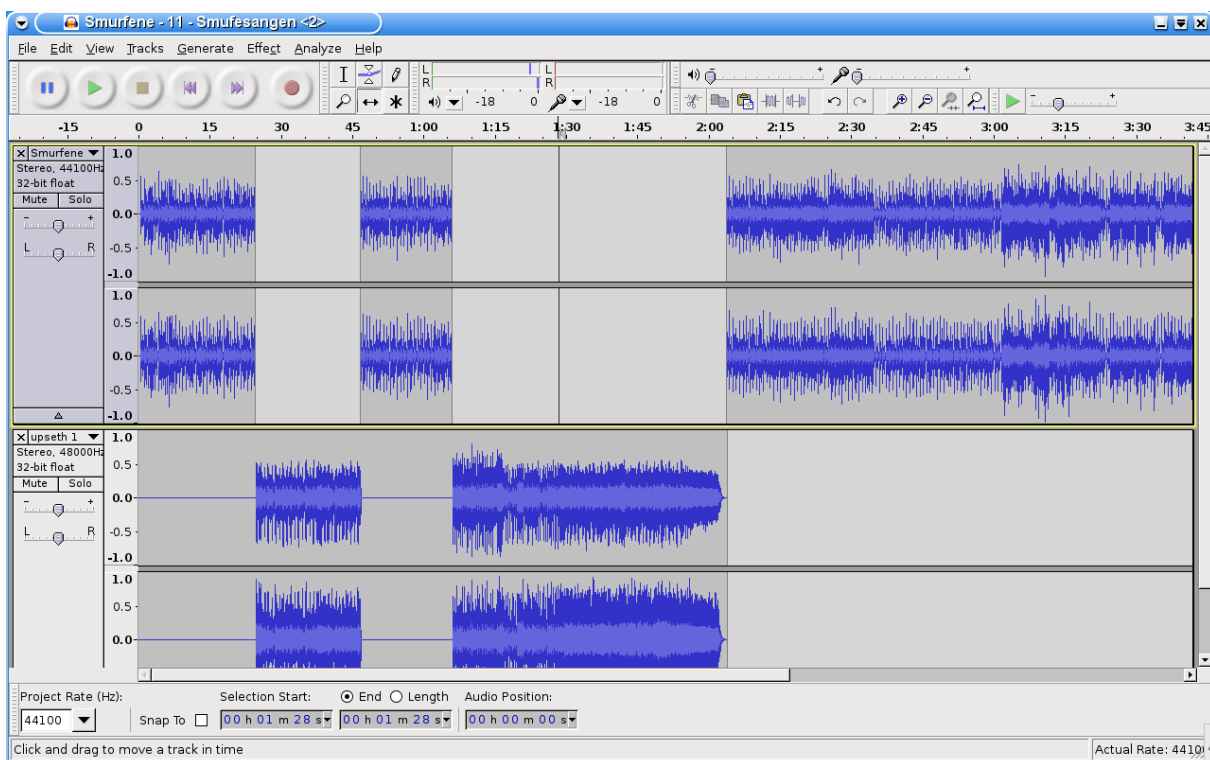 Smurfene - 11 - Smufesangen <2>
File Edit View Tracks Generate Effect Analyze Help
L
R
L
R
-18 0 -18 0
-15 0 15 30 45 1:00 1:15 1:30 1:45 2:00 2:15 2:30 2:45 3:00 3:15 3:30 3:45
X Smurfene
Stereo, 44100Hz
32-bit float
Mute Solo
- +
L R
1.0
0.5
0.0
-0.5
-1.0
1.0
0.5
0.0
-0.5
-1.0
X upseth 1
Stereo, 48000Hz
32-bit float
Mute Solo
- +
L R
1.0
0.5
0.0
-0.5
-1.0
1.0
0.5
0.0
Project Rate (Hz): Selection Start: End Length Audio Position:
44100 Snap To 00 h 01 m 28 s 00 h 01 m 28 s 00 h 00 m 00 s
Click and drag to move a track in time Actual Rate: 4410